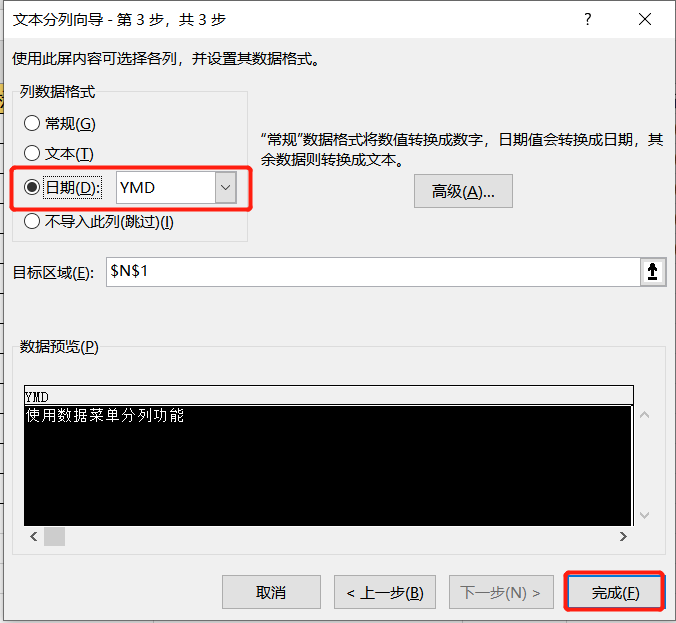 文本分列向导 - 第 3 步，共 3 步
?
使用此屏内容可选择各列，并设置其数据格式。
列数据格式
常规(G)
文本(T)
日期(D):
YMD
不导入此列(跳过)(I)
“常规”数据格式将数值转换成数字，日期值会转换成日期，其
余数据则转换成文本。
高级(A)...
目标区域(E):
$N$1
数据预览(P)
YMD
使用数据菜单分列功能
取消
< 上一步(B)
下一步(N) >
完成(F)